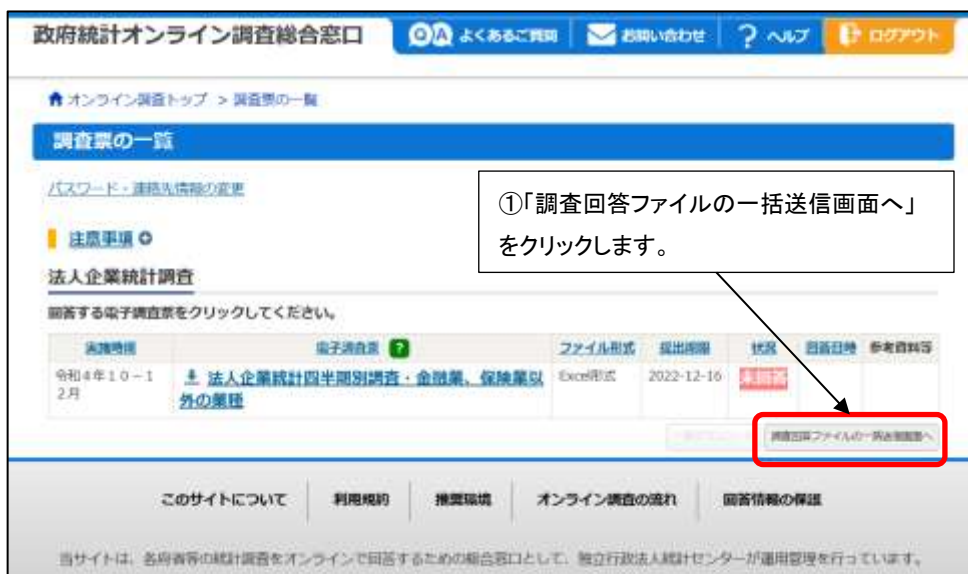 政府統計オンライン調査総合窓口
Q A よくあるご質問
お問い合わせ
? ヘルプ
ログアウト
オンライン調査トップ > 調査票の一覧
調査票の一覧
パスワード・連絡先情報の変更
①「調査回答ファイルの一括送信画面へ」
をクリックします。
注意事項
法人企業統計調査
回答する電子調査票をクリックしてください。
実施時期 電子調査票 ? ファイル形式 提出期限 状況 回答日時 参考資料等
令和4年10-1 法人企業統計四半期別調査・金融業、保険業以 Excel形式 2022-12-16 未回答
2月 外の業種
調査回答ファイルの一括送信画面へ
このサイトについて 利用規約 推奨環境 オンライン調査の流れ 回答情報の保護
当サイトは、各府省等の統計調査をオンラインで回答するための総合窓口として、独立行政法人統計センターが運用管理を行っています。